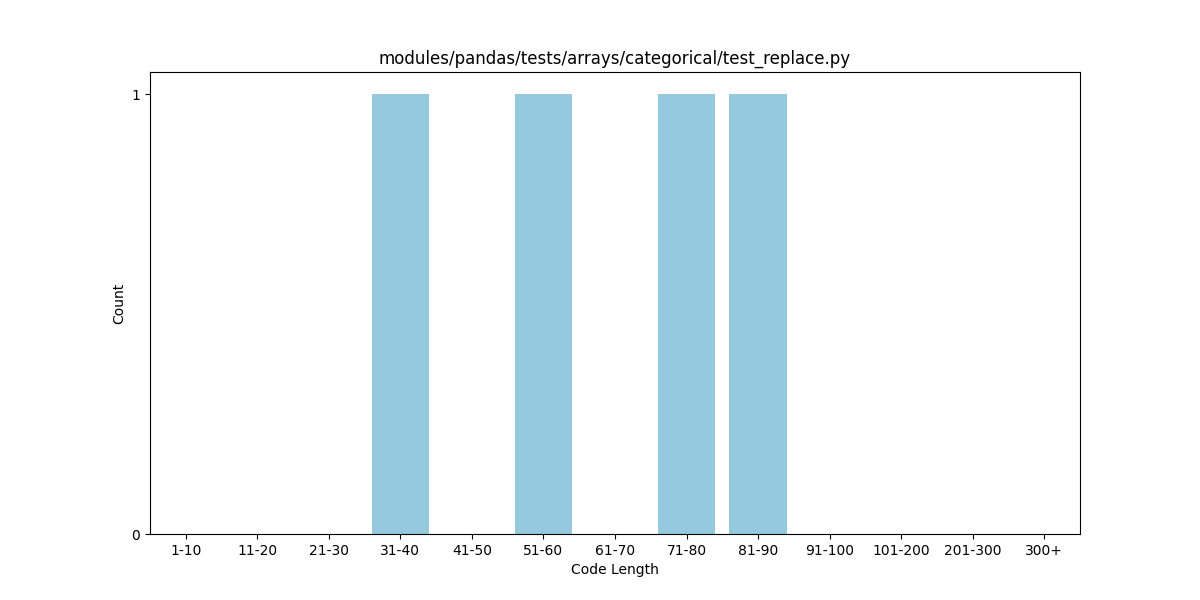 modules/pandas/tests/arrays/categorical/test_replace.py
1
Count
0
1-10 11-20 21-30 31-40 41-50 51-60 61-70 71-80 81-90 91-100 101-200 201-300 300+
Code Length